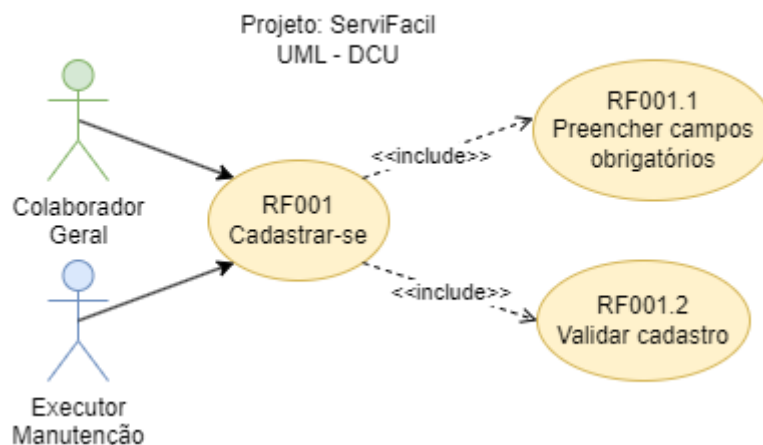 Projeto: ServiFacil
UML - DCU
RF001.1
Preencher campos
obrigatórios
<<include>>
Colaborador
Geral
RF001
Cadastrar-se
<<include>>
RF001.2
Validar cadastro
Executor
Manutenção